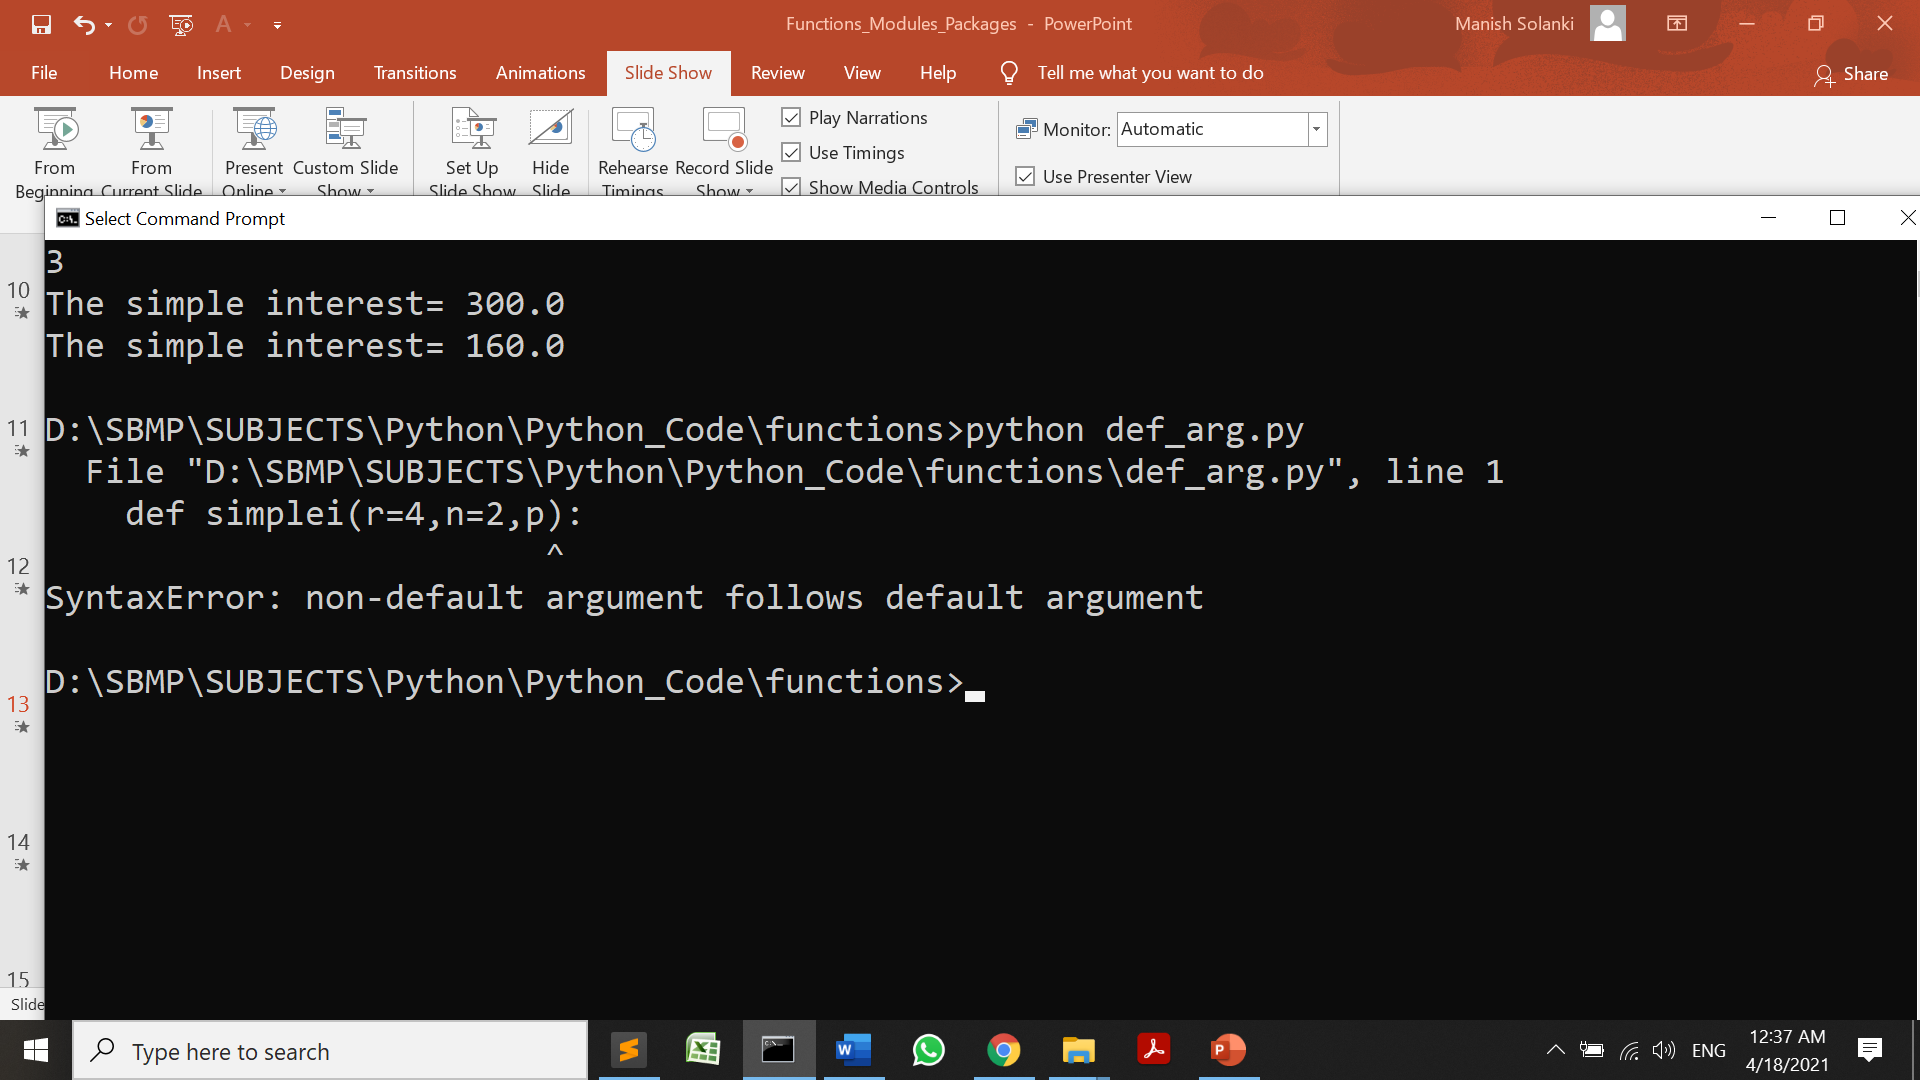 Functions_Modules_Packages - PowerPoint
Manish Solanki
File Home Insert Design Transitions Animations Slide Show Review View Help Tell me what you want to do Share
From Beginning
From Current Slide
Present Online
Custom Slide Show
Set Up Slide Show
Hide Slide
Rehearse Timings
Record Slide Show
Play Narrations
Use Timings
Show Media Controls
Monitor: Automatic
Use Presenter View
Select Command Prompt
3
The simple interest= 300.0
The simple interest= 160.0
D:\SBMP\SUBJECTS\Python\Python_Code\functions>python def_arg.py
File "D:\SBMP\SUBJECTS\Python\Python_Code\functions\def_arg.py", line 1
def simplei(r=4,n=2,p):
^
SyntaxError: non-default argument follows default argument
D:\SBMP\SUBJECTS\Python\Python_Code\functions>
10
11
12
13
14
15
Slide
Type here to search
ENG
12:37 AM
4/18/2021